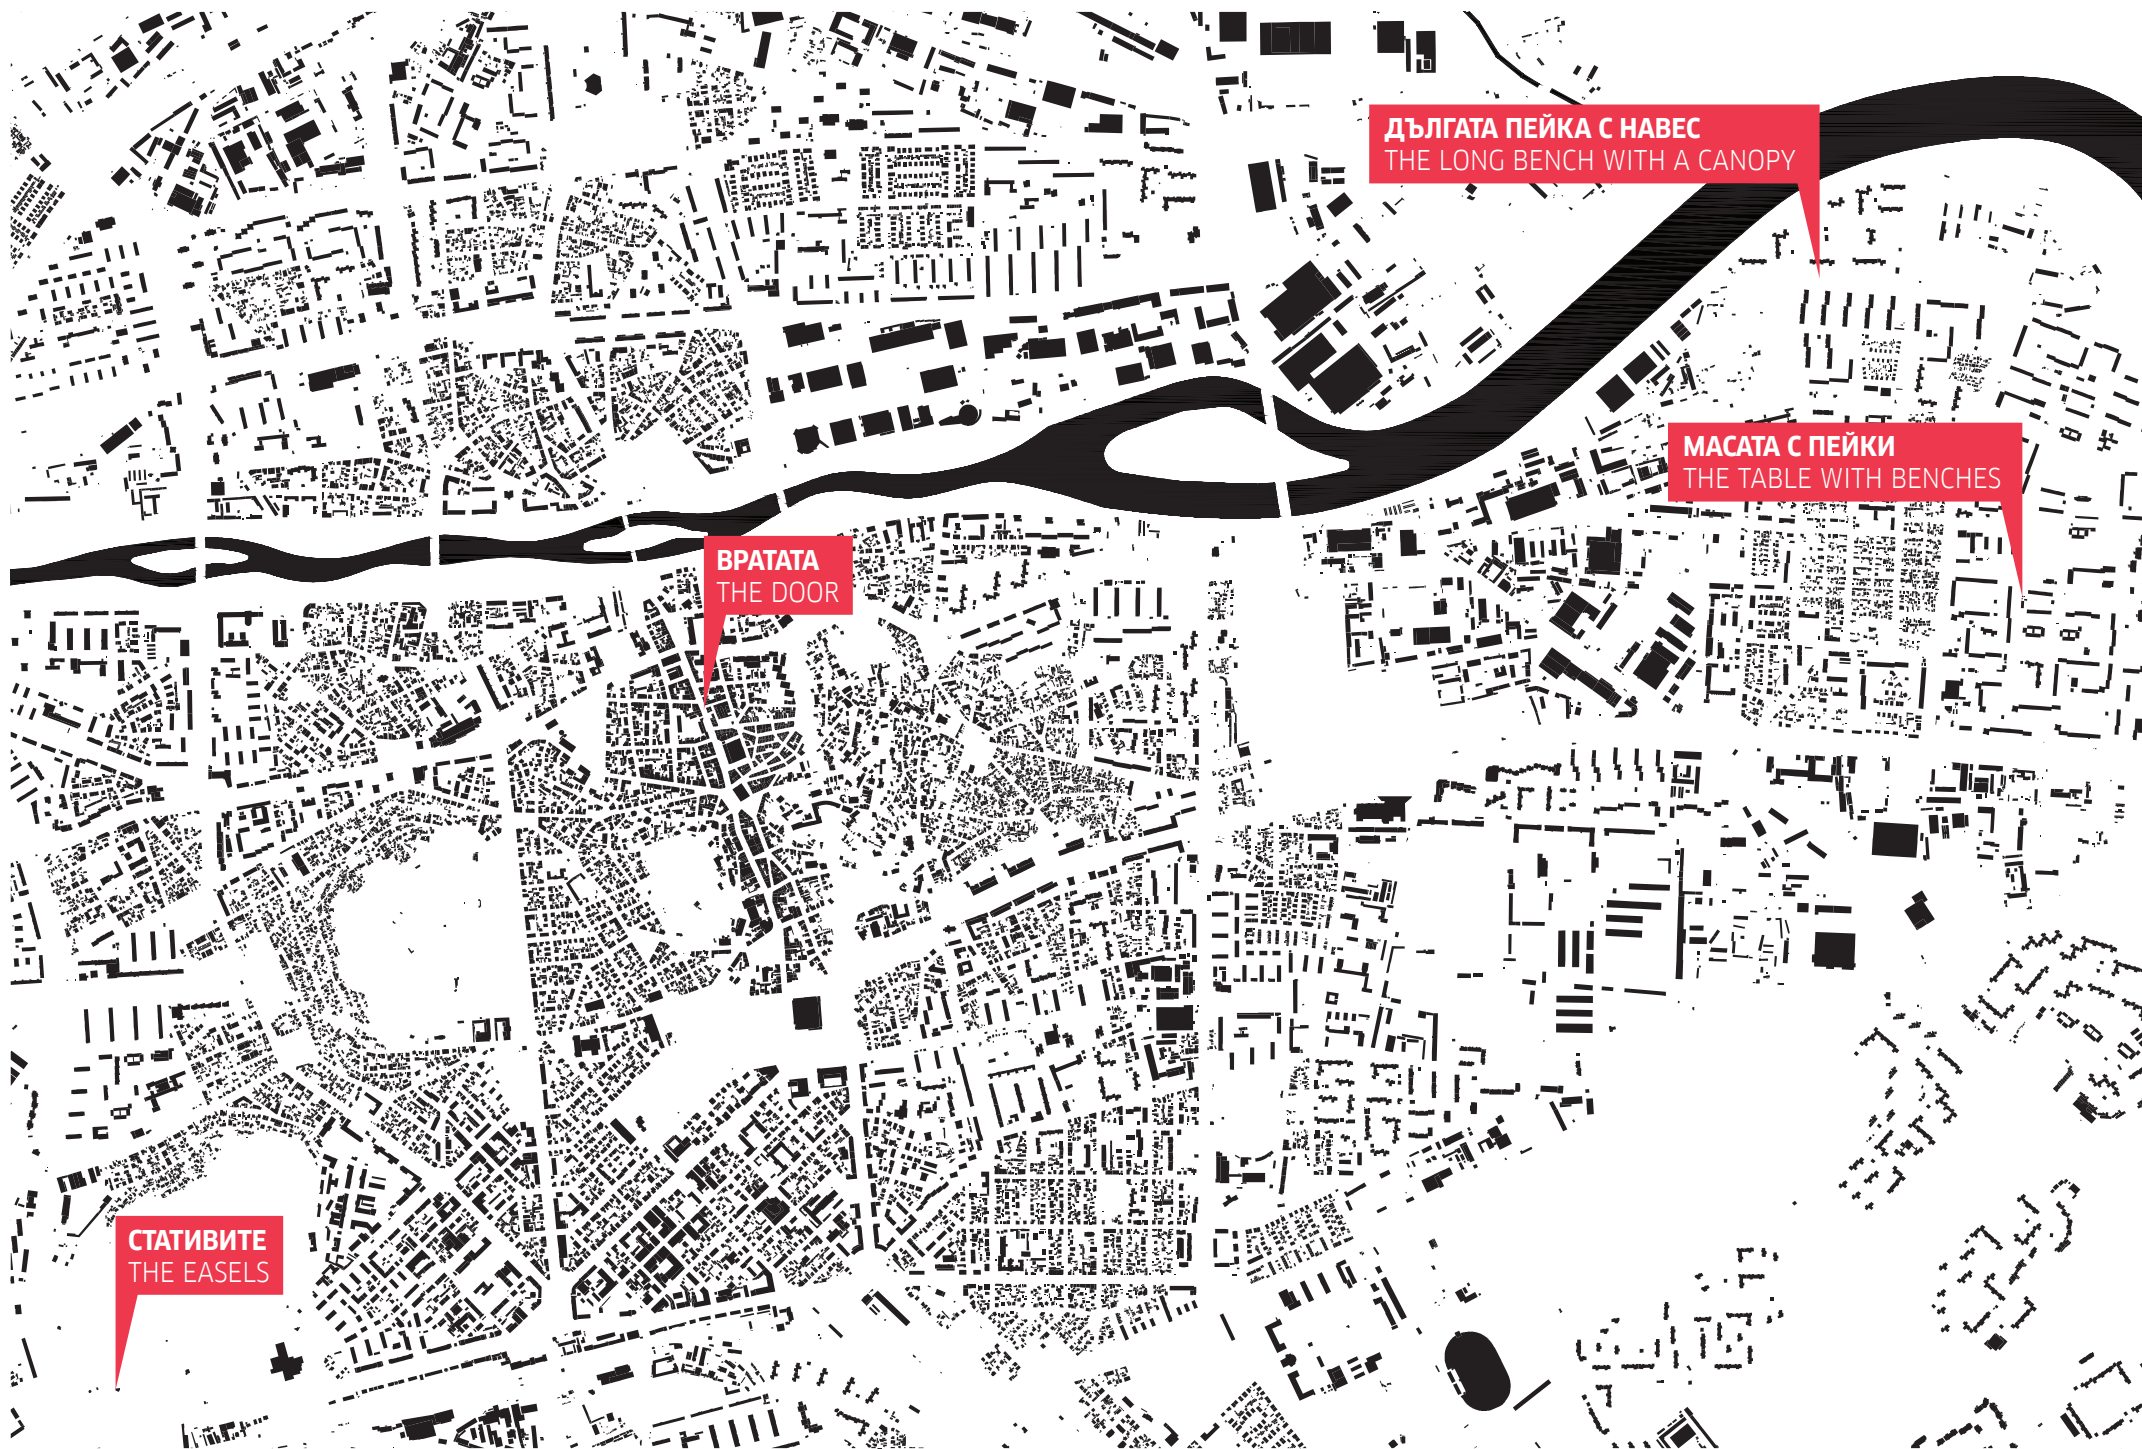 ДЪЛГАТА ПЕЙКА С НАВЕС
THE LONG BENCH WITH A CANOPY
МАСАТА С ПЕЙКИ
THE TABLE WITH BENCHES
ВРАТАТА
THE DOOR
СТАТИВИТЕ
THE EASELS